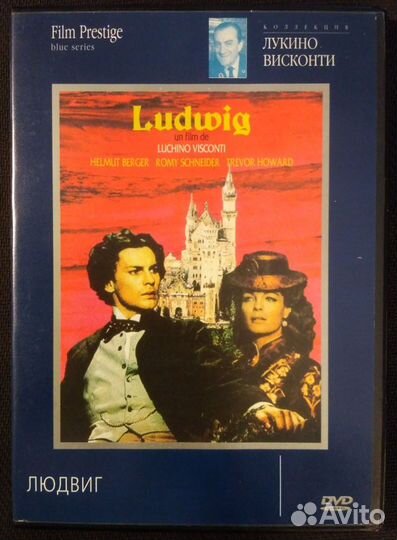 Film Prestige
blue series
КОЛЛЕКЦИЯ
ЛУКИНО
ВИСКОНТИ
Ludwig
un film de
LUCHINO VISCONTI
HELMUT BERGER ROMY SCHNEIDER TREVOR HOWARD
ЛЮДВИГ
DVD
Avito